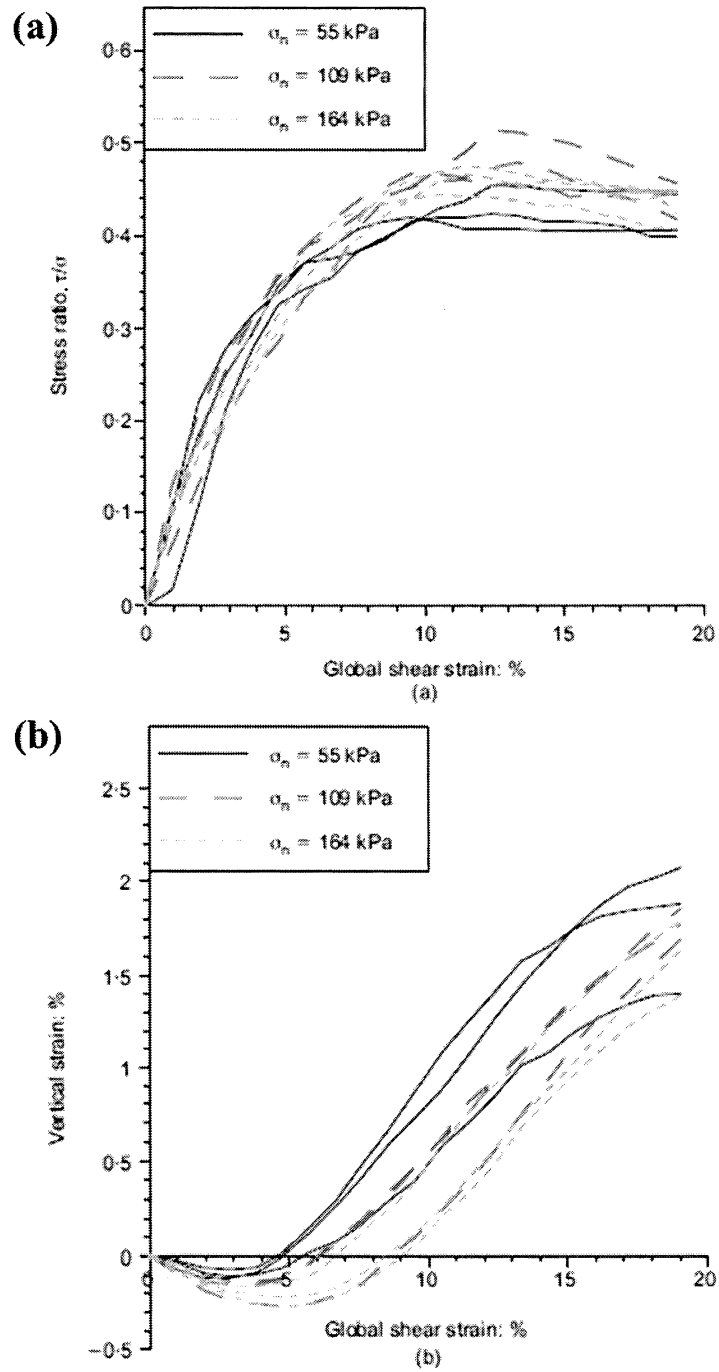 (a)
σn = 55 kPa
σn = 109 kPa
σn = 164 kPa
0·6
0·5
0·4
0·3
0·2
0·1
0
Stress ratio, τ/σ
0 5 10 15 20
Global shear strain: %
(a)
(b)
σn = 55 kPa
σn = 109 kPa
σn = 164 kPa
2·5
2
1·5
1
0·5
0
−0·5
Vertical strain: %
0 5 10 15 20
Global shear strain: %
(b)